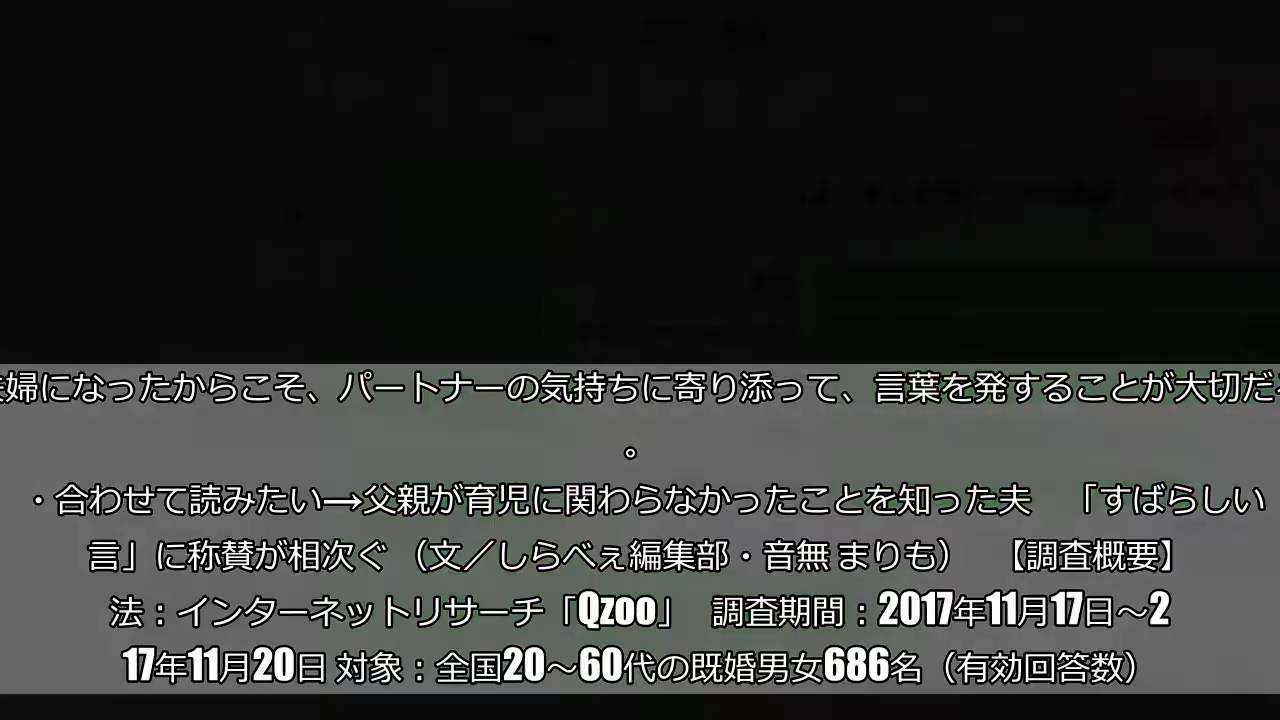 婦になったからこそ、パートナーの気持ちに寄り添って、言葉を発することが大切だ
。
・合わせて読みたい→父親が育児に関わらなかったことを知った夫　「すばらしい
言」に称賛が相次ぐ （文／しらべぇ編集部・音無 まりも）　【調査概要】
法：インターネットリサーチ「Qzoo」　調査期間：2017年11月17日～2
17年11月20日 対象：全国20～60代の既婚男女686名（有効回答数）